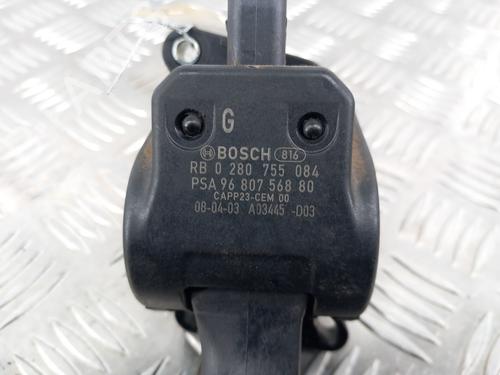 G
BOSCH 816
RB 0 280 755 084
PSA 96 807 568 80
CAPP23-CEM 00
08-04-03 A03445 -D03